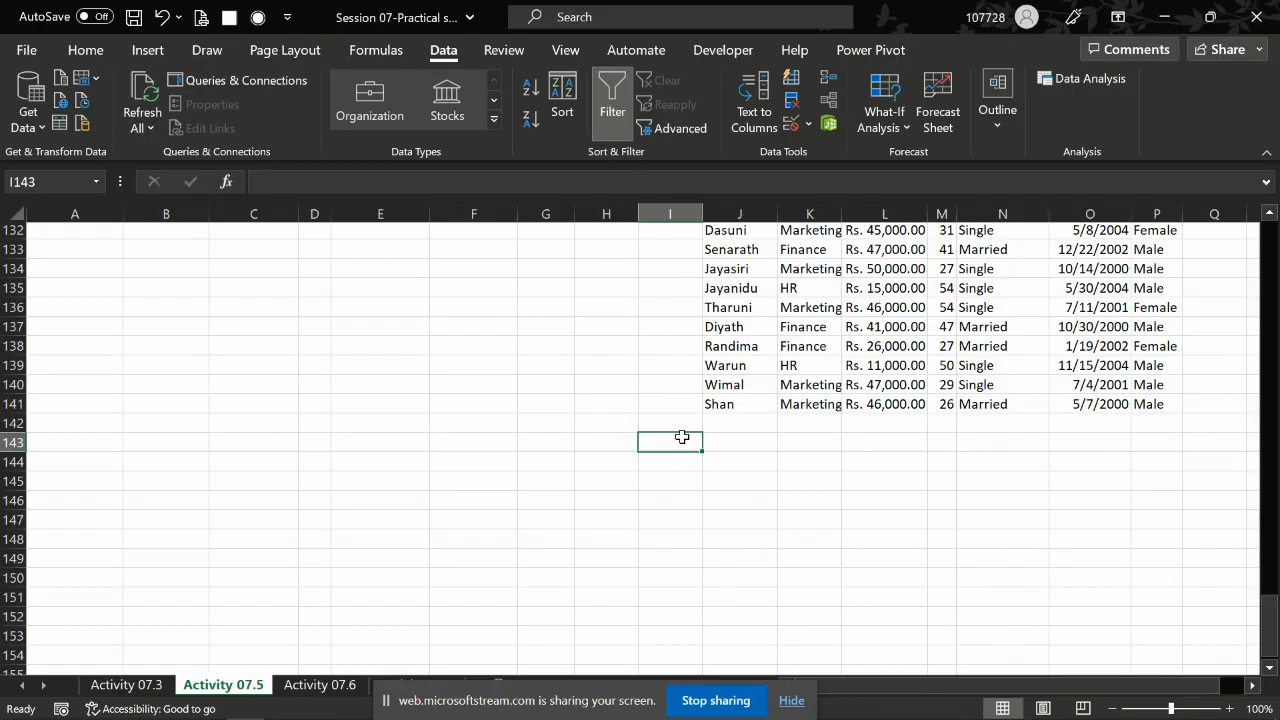 AutoSave Off Session 07-Practical s... Search 107728
File Home Insert Draw Page Layout Formulas Data Review View Automate Developer Help Power Pivot Comments Share
Get Data Refresh All Queries & Connections Properties Edit Links Organization Stocks Sort Filter Clear Reapply Advanced Text to Columns What-If Analysis Forecast Sheet Outline Data Analysis
Get & Transform Data Queries & Connections Data Types Sort & Filter Data Tools Forecast Analysis
I143 fx
A B C D E F G H I J K L M N O P Q
132 Dasuni Marketing Rs. 45,000.00 31 Single 5/8/2004 Female
133 Senarath Finance Rs. 47,000.00 41 Married 12/22/2002 Male
134 Jayasiri Marketing Rs. 50,000.00 27 Single 10/14/2000 Male
135 Jayanidu HR Rs. 15,000.00 54 Single 5/30/2004 Male
136 Tharuni Marketing Rs. 46,000.00 54 Single 7/11/2001 Female
137 Diyath Finance Rs. 41,000.00 47 Married 10/30/2000 Male
138 Randima Finance Rs. 26,000.00 27 Married 1/19/2002 Female
139 Warun HR Rs. 11,000.00 50 Single 11/15/2004 Male
140 Wimal Marketing Rs. 47,000.00 29 Single 7/4/2001 Male
141 Shan Marketing Rs. 46,000.00 26 Married 5/7/2000 Male
142
143
144
145
146
147
148
149
150
151
152
153
154
155
Activity 07.3 Activity 07.5 Activity 07.6
web.microsoftstream.com is sharing your screen. Stop sharing Hide
Ready Accessibility: Good to go 100%